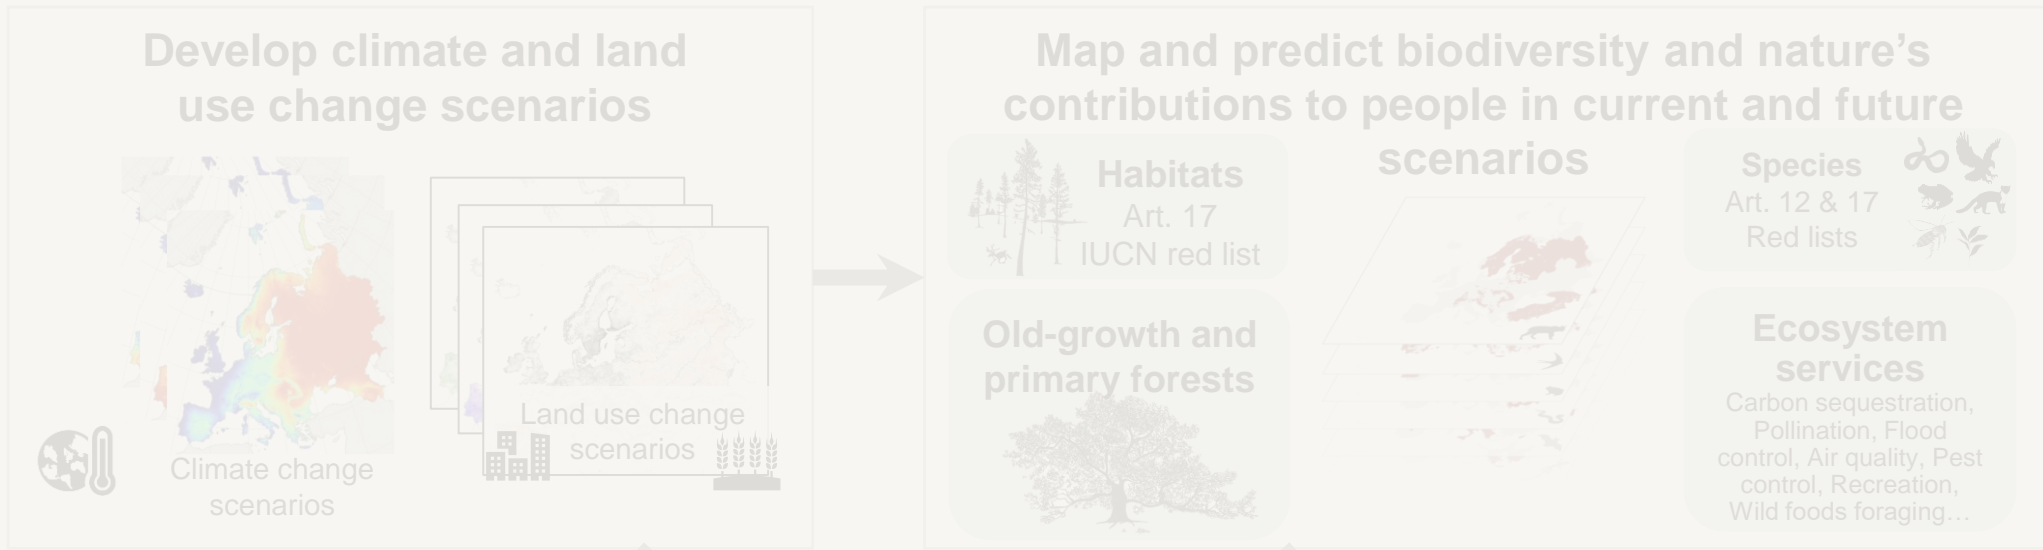 Develop climate and land
use change scenarios
Climate change
scenarios
Land use change
scenarios
Map and predict biodiversity and nature’s
contributions to people in current and future
scenarios
Habitats
Art. 17
IUCN red list
Old-growth and
primary forests
Species
Art. 12 & 17
Red lists
Ecosystem
services
Carbon sequestration,
Pollination, Flood
control, Air quality, Pest
control, Recreation,
Wild foods foraging…